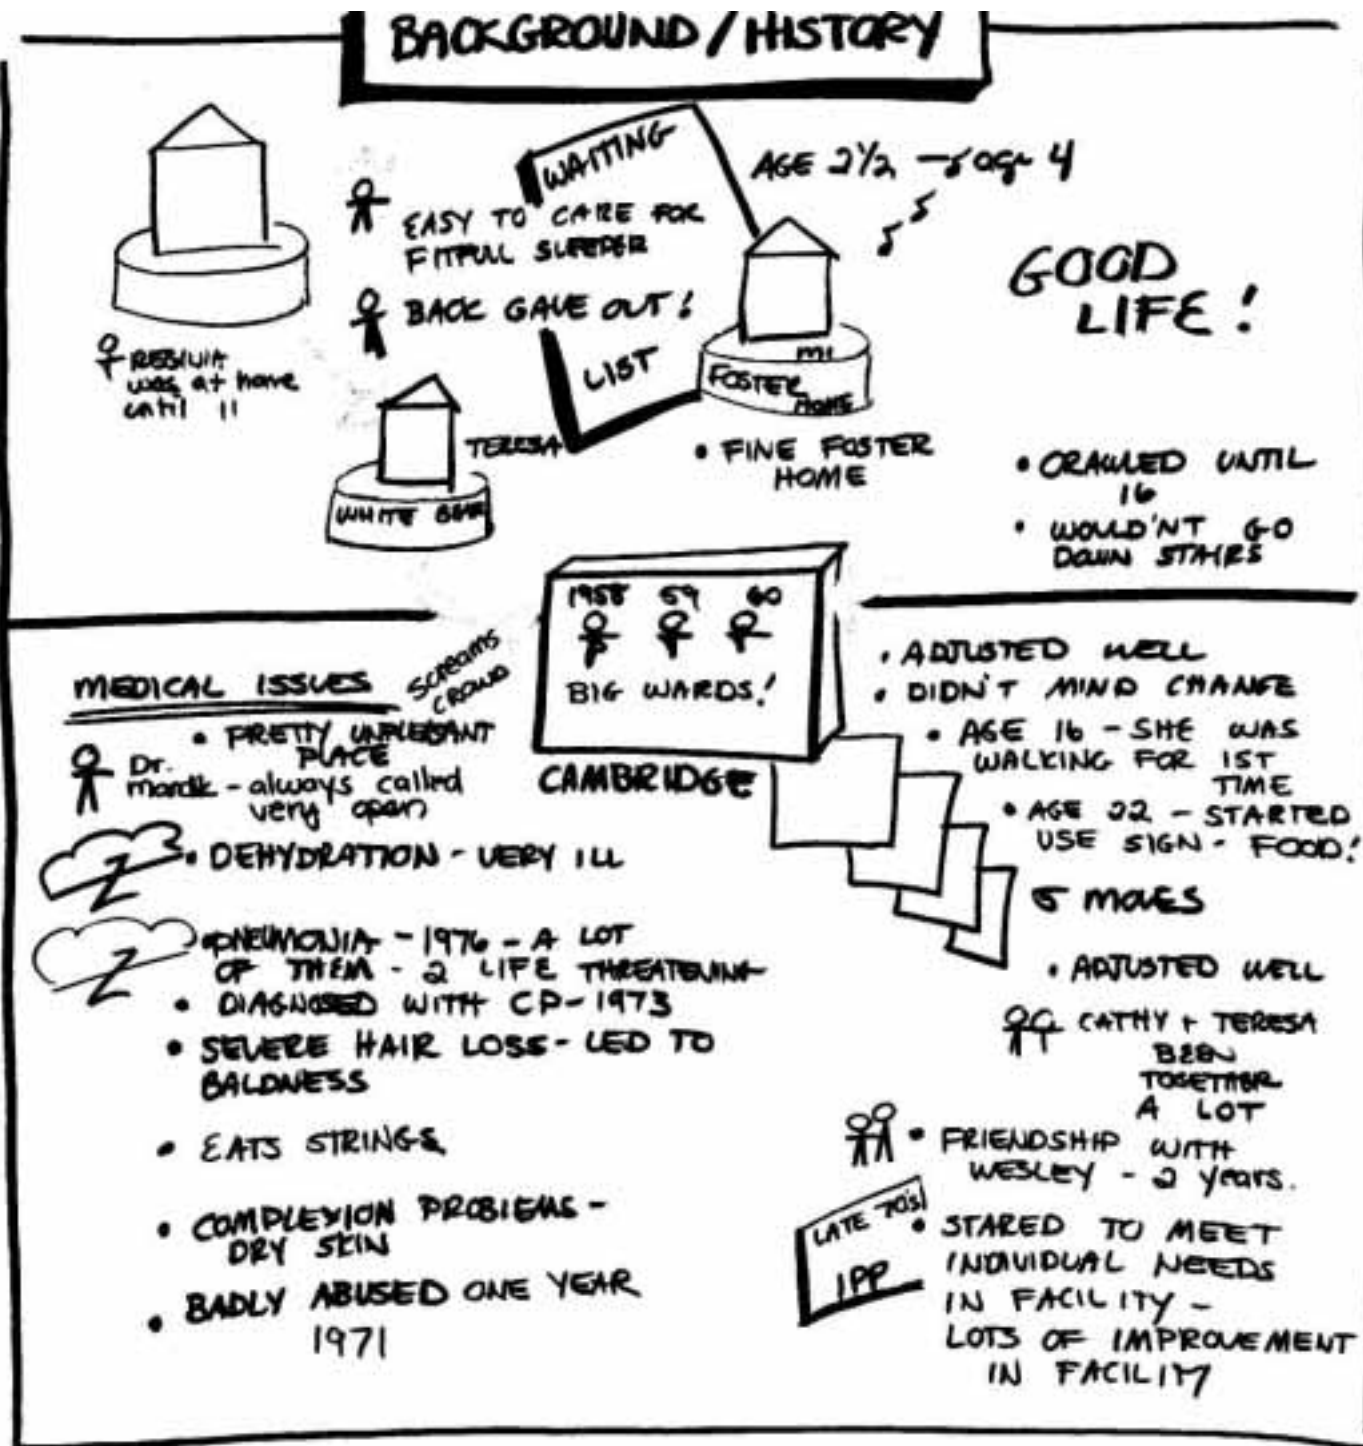 BACKGROUND/HISTORY
WAITING
LIST
AGE 2½ → age 4
EASY TO CARE FOR
FITFUL SLEEPER
BACK GAVE OUT!
was at home
until 11
TERESA
WHITE BEAR
FOSTER
HOME
• FINE FOSTER
HOME
GOOD
LIFE!
• CRAWLED UNTIL
16
• WOULD'NT GO
DOWN STAIRS
1958 59 60
BIG WARDS!
CAMBRIDGE
SCREAMS
CROWD
MEDICAL ISSUES
• PRETTY UNPLEASANT
PLACE
Dr.
- always called
very open
• DEHYDRATION - VERY ILL
• PNEUMONIA - 1976 - A LOT
OF THEM - 2 LIFE THREATENING
• DIAGNOSED WITH CP - 1973
• SEVERE HAIR LOSS - LED TO
BALDNESS
• EATS STRINGS
• COMPLEXION PROBLEMS -
DRY SKIN
• BADLY ABUSED ONE YEAR
1971
• ADJUSTED WELL
• DIDN'T MIND CHANGE
• AGE 16 - SHE WAS
WALKING FOR 1ST
TIME
• AGE 22 - STARTED
USE SIGN - FOOD!
5 MOVES
• ADJUSTED WELL
CATHY + TERESA
BEEN
TOGETHER
A LOT
• FRIENDSHIP WITH
WESLEY - 2 years.
LATE 70's
IPP
• STARED TO MEET
INDIVIDUAL NEEDS
IN FACILITY -
LOTS OF IMPROVEMENT
IN FACILITY